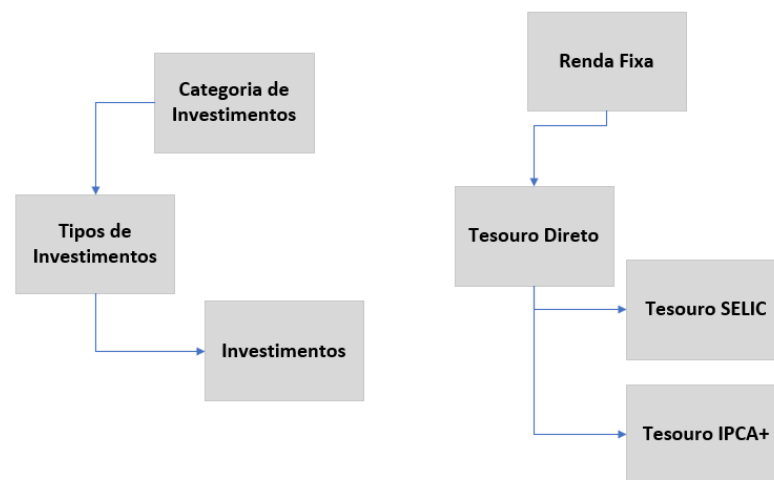 Categoria de
Investimentos
Tipos de
Investimentos
Investimentos
Renda Fixa
Tesouro Direto
Tesouro SELIC
Tesouro IPCA+